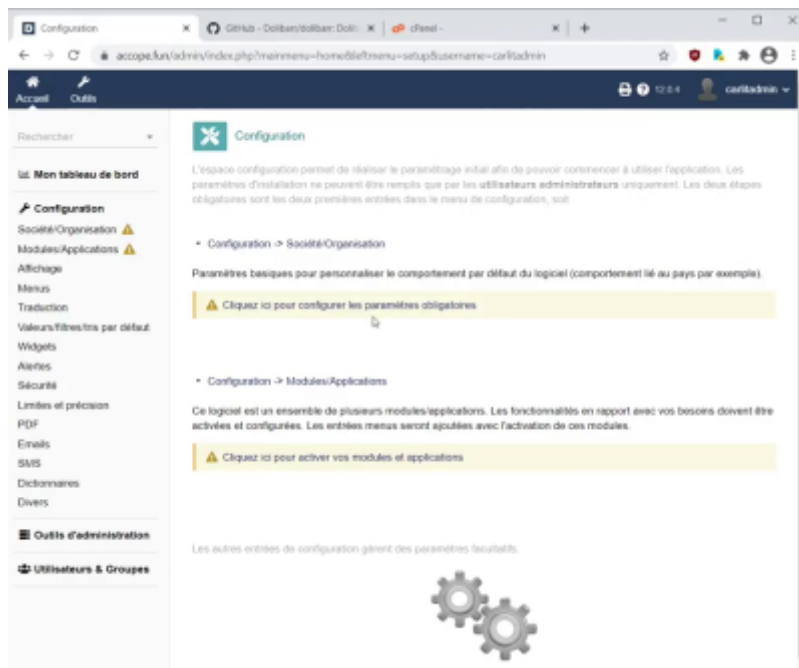 Configuration
GitHub - Dolibarr/dolibarr: Doli
cPanel -
accope.fun/admin/index.php?mainmenu=home&leftmenu=setup&username=carlitadmin
Accueil
Outils
12.0.4
carlitadmin
Rechercher
Mon tableau de bord
Configuration
Société/Organisation
Modules/Applications
Affichage
Menus
Traduction
Valeurs/filtres/tris par défaut
Widgets
Alertes
Sécurité
Limites et précision
PDF
Emails
SMS
Dictionnaires
Divers
Outils d'administration
Utilisateurs & Groupes
Configuration
L'espace configuration permet de réaliser le paramétrage initial afin de pouvoir commencer à utiliser l'application. Les
paramètres d'installation ne peuvent être remplis que par les utilisateurs administrateurs uniquement. Les deux étapes
obligatoires sont les deux premières entrées dans le menu de configuration, soit
• Configuration -> Société/Organisation
Paramètres basiques pour personnaliser le comportement par défaut du logiciel (comportement lié au pays par exemple).
Cliquez ici pour configurer les paramètres obligatoires
• Configuration -> Modules/Applications
Ce logiciel est un ensemble de plusieurs modules/applications. Les fonctionnalités en rapport avec vos besoins doivent être
activées et configurées. Les entrées menus seront ajoutées avec l'activation de ces modules.
Cliquez ici pour activer vos modules et applications
Les autres entrées de configuration gèrent des paramètres facultatifs.